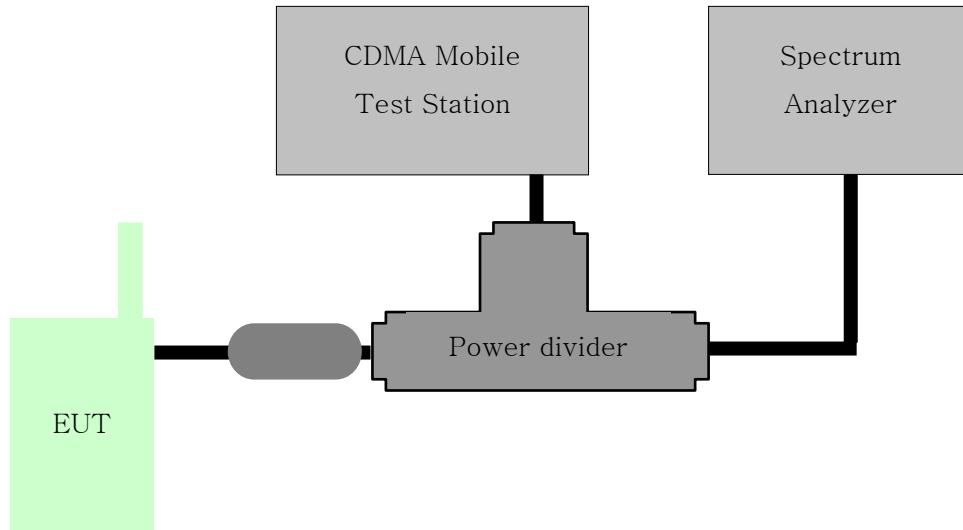 CDMA Mobile
Test Station
Spectrum
Analyzer
Power divider
EUT